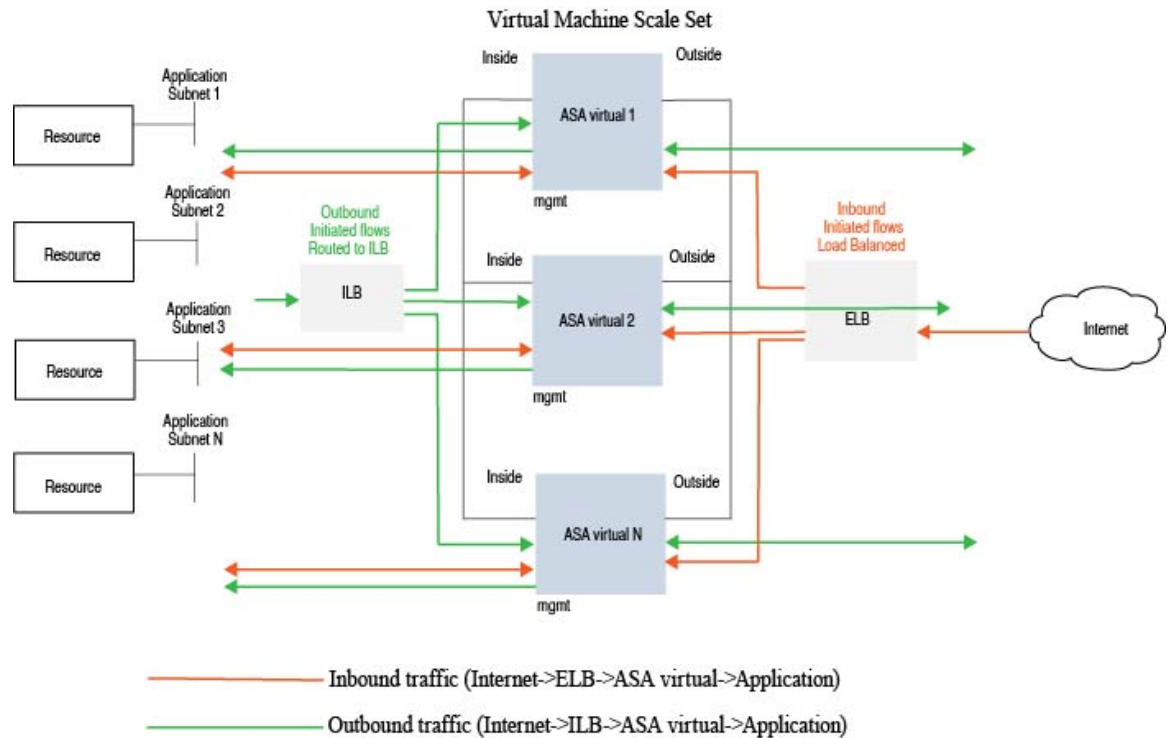 Virtual Machine Scale Set
Inside
Outside
Application
Subnet 1
Resource
ASA virtual 1
mgmt
Application
Subnet 2
Resource
Outbound
Initiated flows
Routed to ILB
ILB
Inside
Outside
ASA virtual 2
mgmt
Inbound
Initiated flows
Load Balanced
ELB
Internet
Application
Subnet 3
Resource
Application
Subnet N
Resource
Inside
Outside
ASA virtual N
mgmt
Inbound traffic (Internet->ELB->ASA virtual->Application)
Outbound traffic (Internet->ILB->ASA virtual->Application)